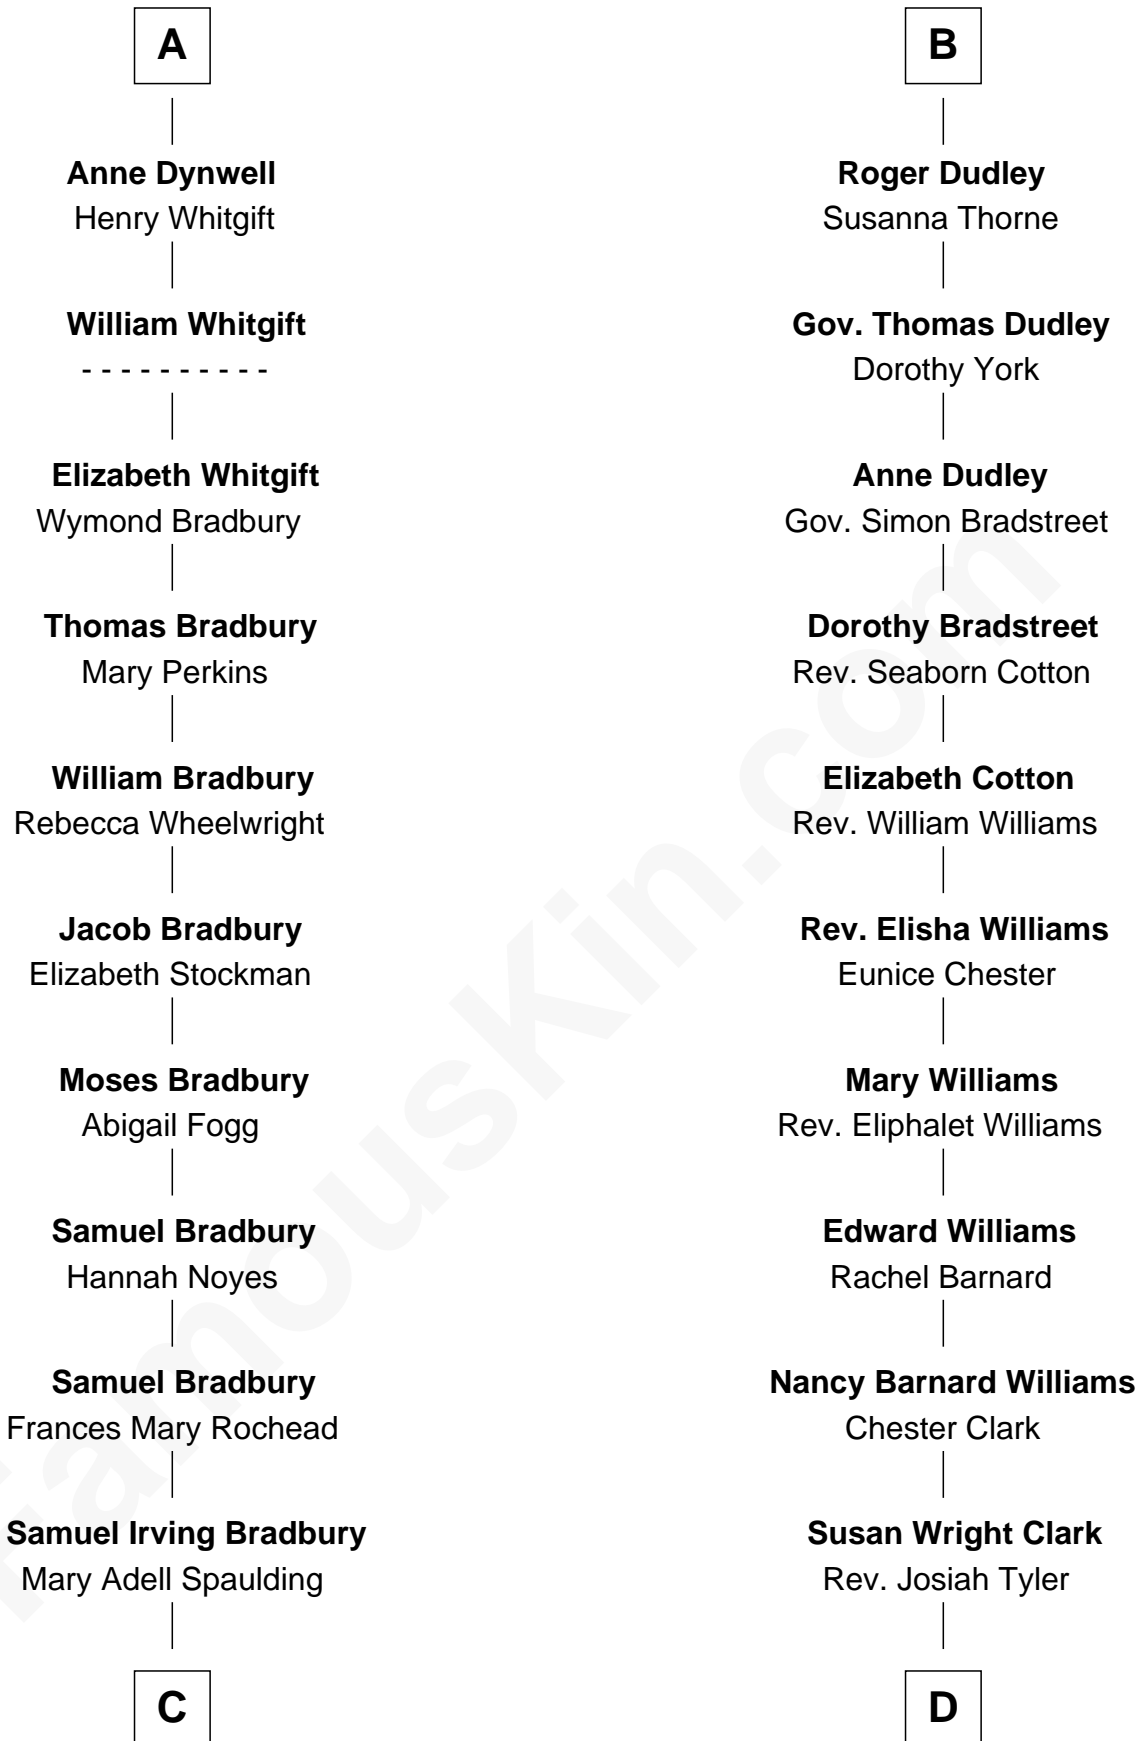 A
Anne Dynwell
Henry Whitgift
William Whitgift
- - - - - - - - - -
Elizabeth Whitgift
Wymond Bradbury
Thomas Bradbury
Mary Perkins
William Bradbury
Rebecca Wheelwright
Jacob Bradbury
Elizabeth Stockman
Moses Bradbury
Abigail Fogg
Samuel Bradbury
Hannah Noyes
Samuel Bradbury
Frances Mary Rochead
Samuel Irving Bradbury
Mary Adell Spaulding
C
B
Roger Dudley
Susanna Thorne
Gov. Thomas Dudley
Dorothy York
Anne Dudley
Gov. Simon Bradstreet
Dorothy Bradstreet
Rev. Seaborn Cotton
Elizabeth Cotton
Rev. William Williams
Rev. Elisha Williams
Eunice Chester
Mary Williams
Rev. Eliphalet Williams
Edward Williams
Rachel Barnard
Nancy Barnard Williams
Chester Clark
Susan Wright Clark
Rev. Josiah Tyler
D
FamousKin.com